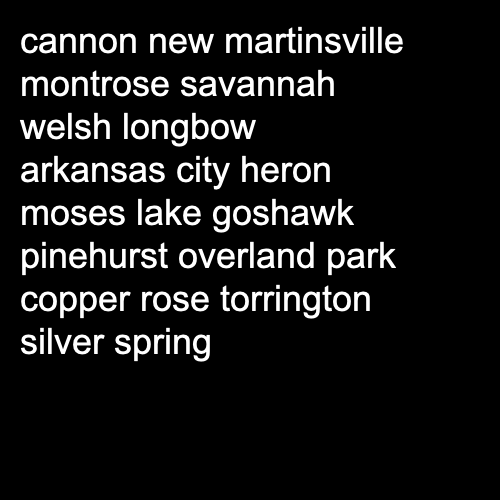 cannon new martinsville
montrose savannah
welsh longbow
arkansas city heron
moses lake goshawk
pinehurst overland park
copper rose torrington
silver spring